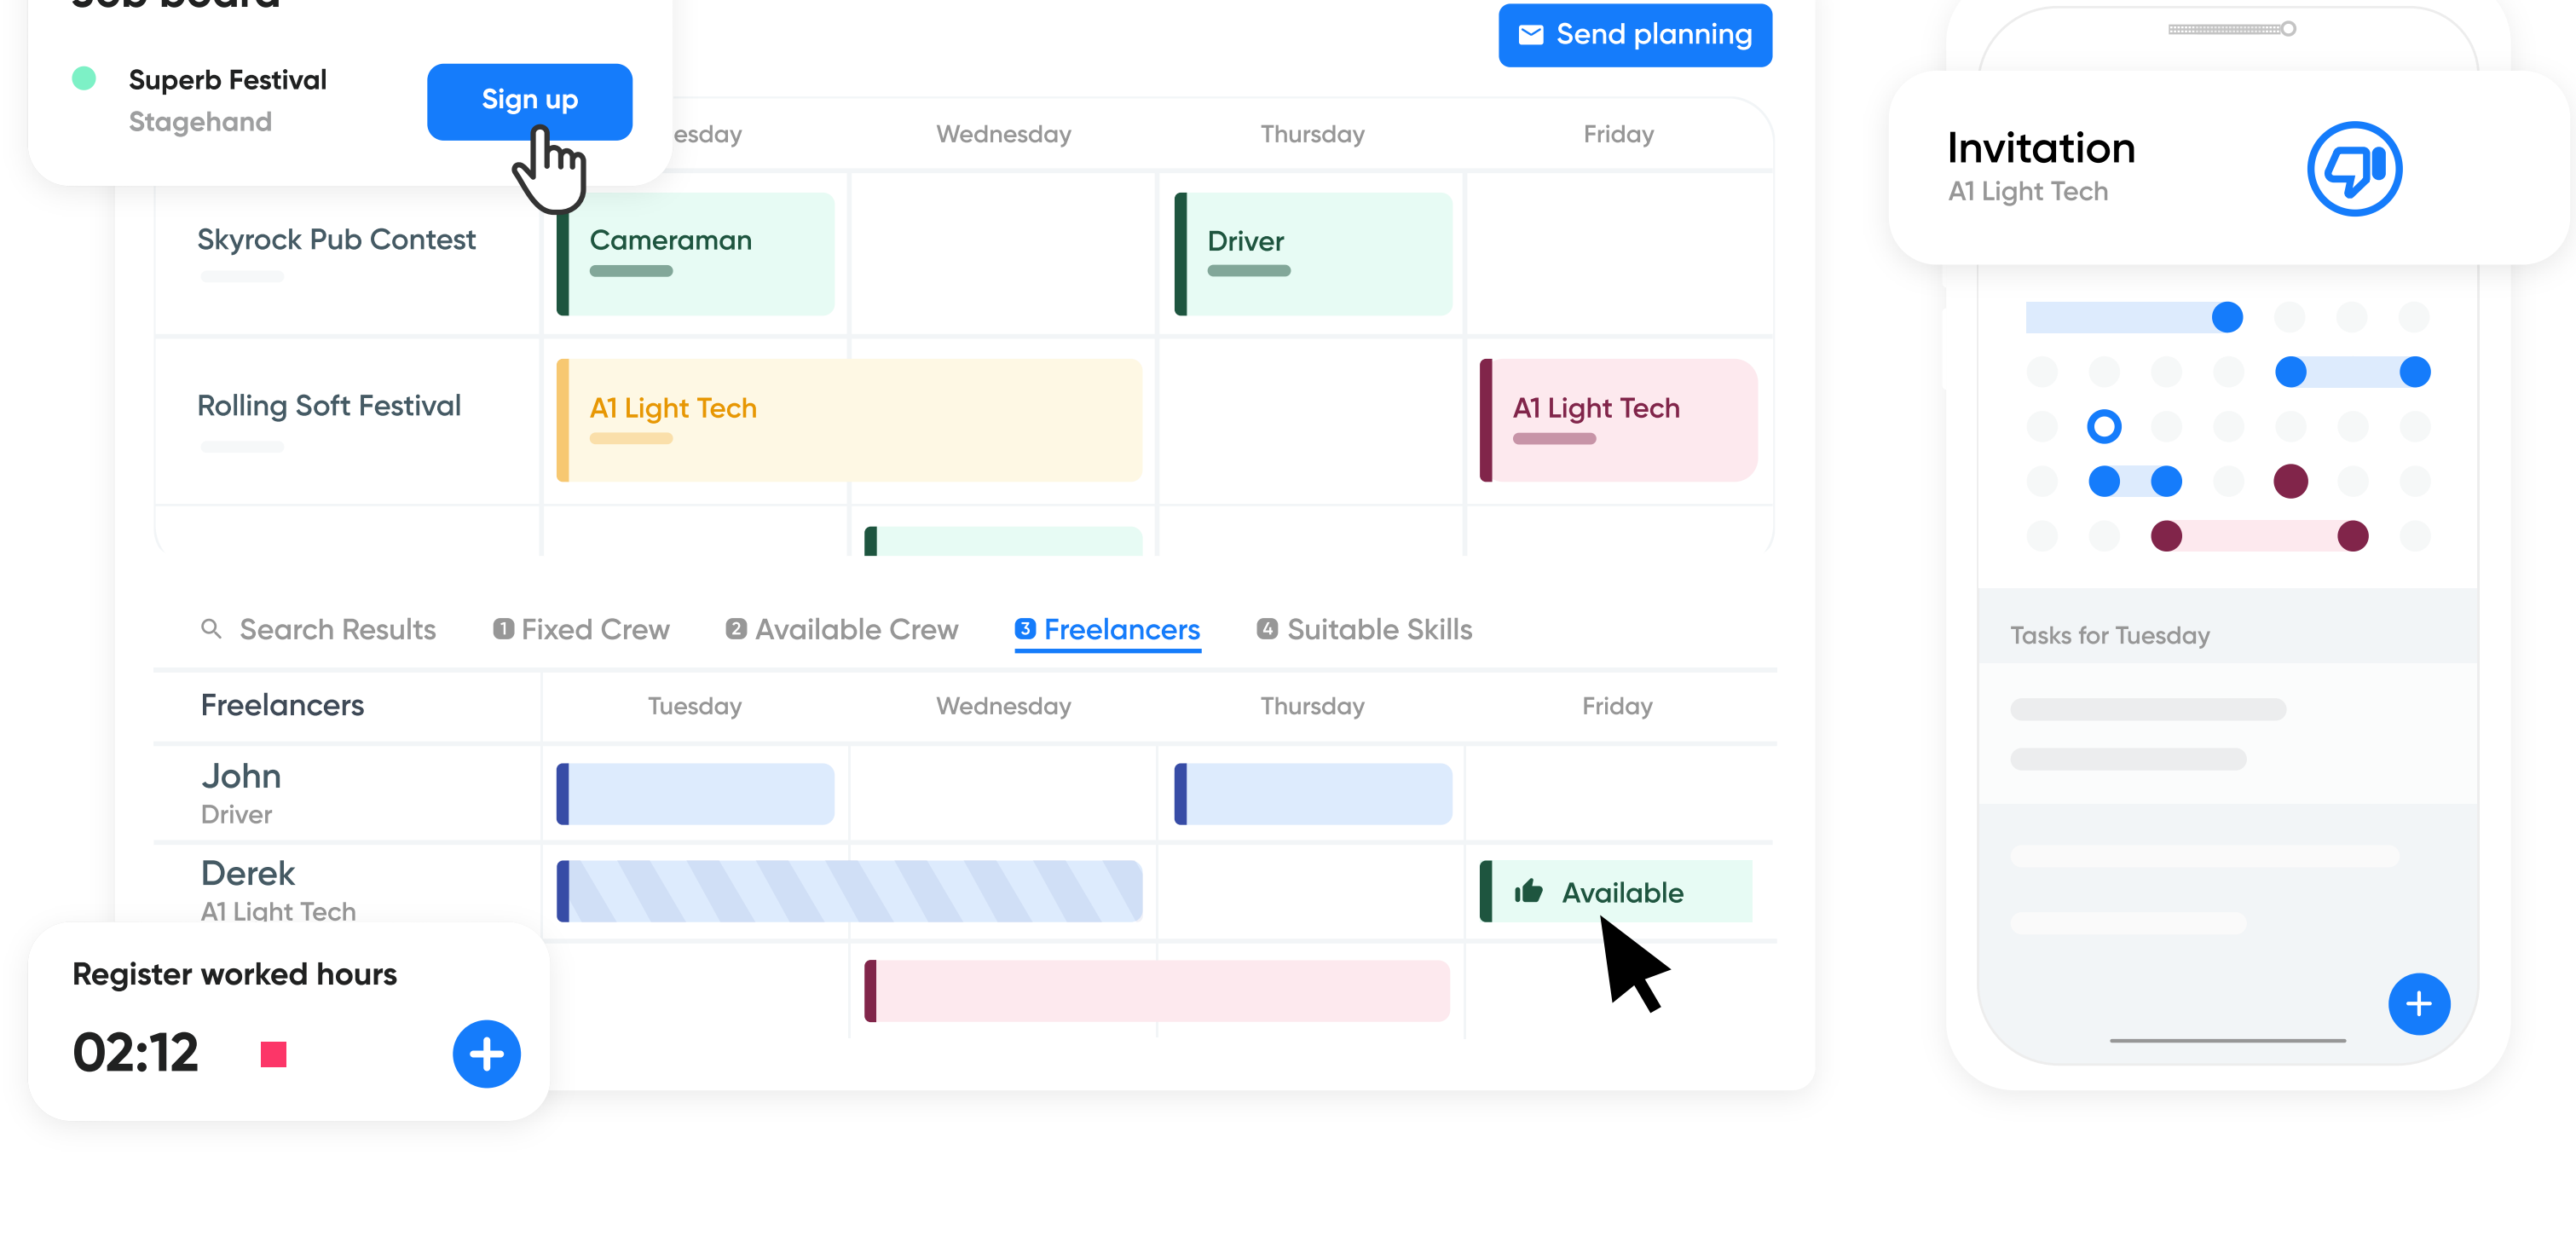 Job board
Superb Festival
Stagehand
Sign up
Send planning
esday
Wednesday
Thursday
Friday
Skyrock Pub Contest
Cameraman
Driver
Rolling Soft Festival
A1 Light Tech
A1 Light Tech
Search Results
1 Fixed Crew
2 Available Crew
3 Freelancers
4 Suitable Skills
Freelancers
Tuesday
Wednesday
Thursday
Friday
John
Driver
Derek
A1 Light Tech
Available
Register worked hours
02:12
Invitation
A1 Light Tech
Tasks for Tuesday